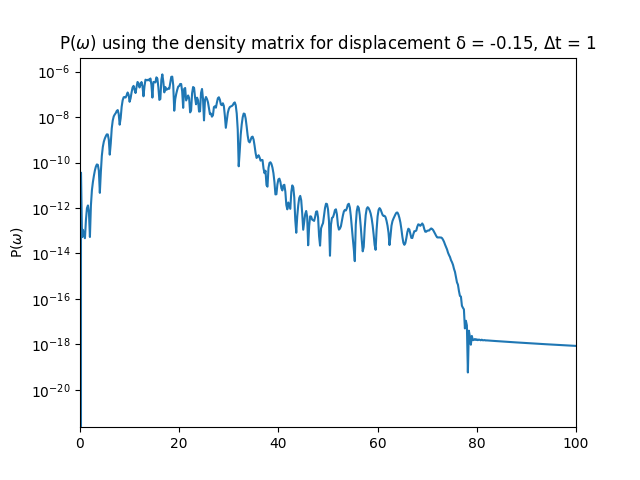 P(ω) using the density matrix for displacement δ = -0.15, Δt = 1
10⁻⁶
10⁻⁸
10⁻¹⁰
10⁻¹²
10⁻¹⁴
10⁻¹⁶
10⁻¹⁸
10⁻²⁰
P(ω)
0 20 40 60 80 100